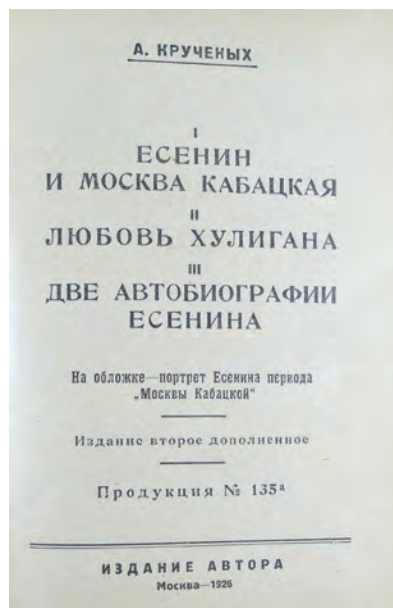 А. КРУЧЕНЫХ
I
ЕСЕНИН
И МОСКВА КАБАЦКАЯ
II
ЛЮБОВЬ ХУЛИГАНА
III
ДВЕ АВТОБИОГРАФИИ
ЕСЕНИНА
На обложке—портрет Есенина периода
„Москвы Кабацкой"
Издание второе дополненное
Продукция № 135ª
ИЗДАНИЕ АВТОРА
Москва—1926